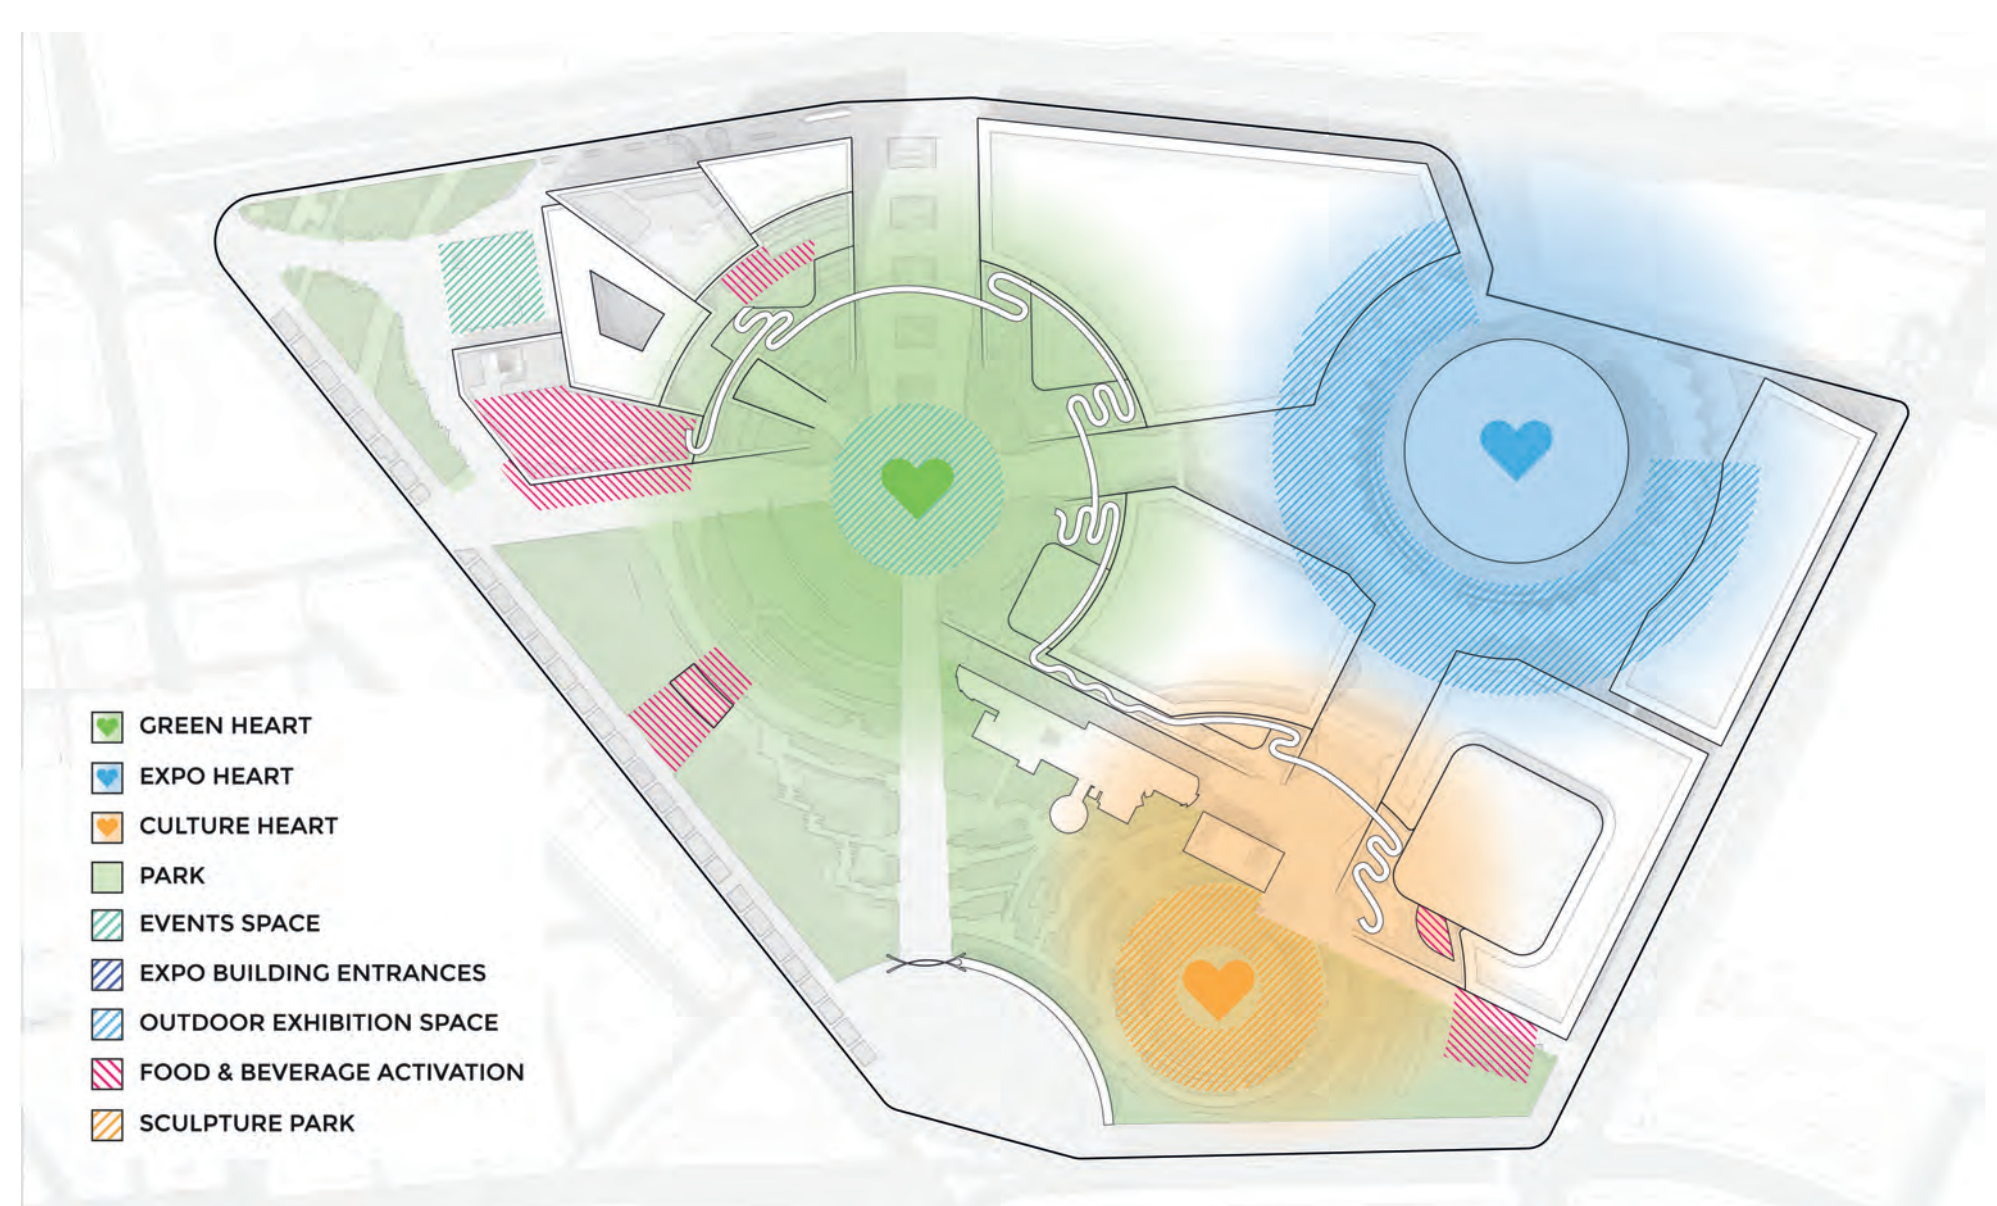 GREEN HEART
EXPO HEART
CULTURE HEART
PARK
EVENTS SPACE
EXPO BUILDING ENTRANCES
OUTDOOR EXHIBITION SPACE
FOOD & BEVERAGE ACTIVATION
SCULPTURE PARK